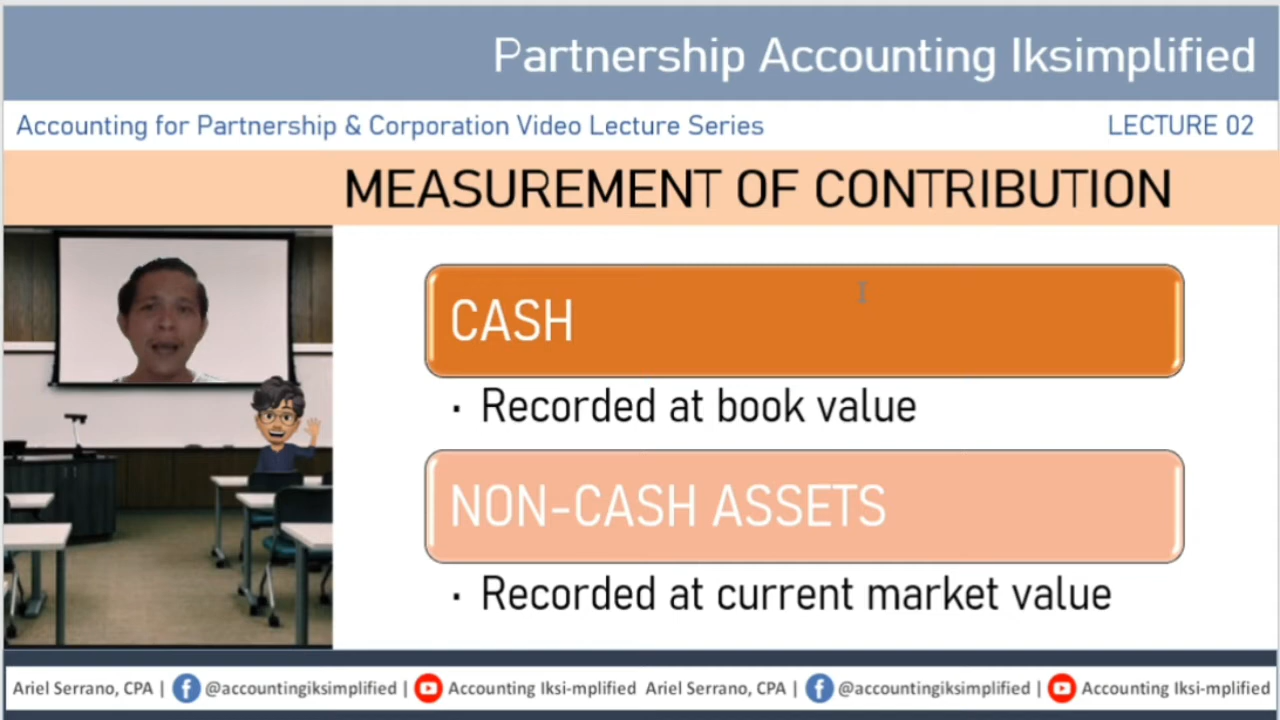 Partnership Accounting Iksimplified
Accounting for Partnership & Corporation Video Lecture Series LECTURE 02
MEASUREMENT OF CONTRIBUTION
CASH
· Recorded at book value
NON-CASH ASSETS
· Recorded at current market value
Ariel Serrano, CPA | @accountingiksimplified | Accounting Iksi-mplified Ariel Serrano, CPA | @accountingiksimplified | Accounting Iksi-mplified